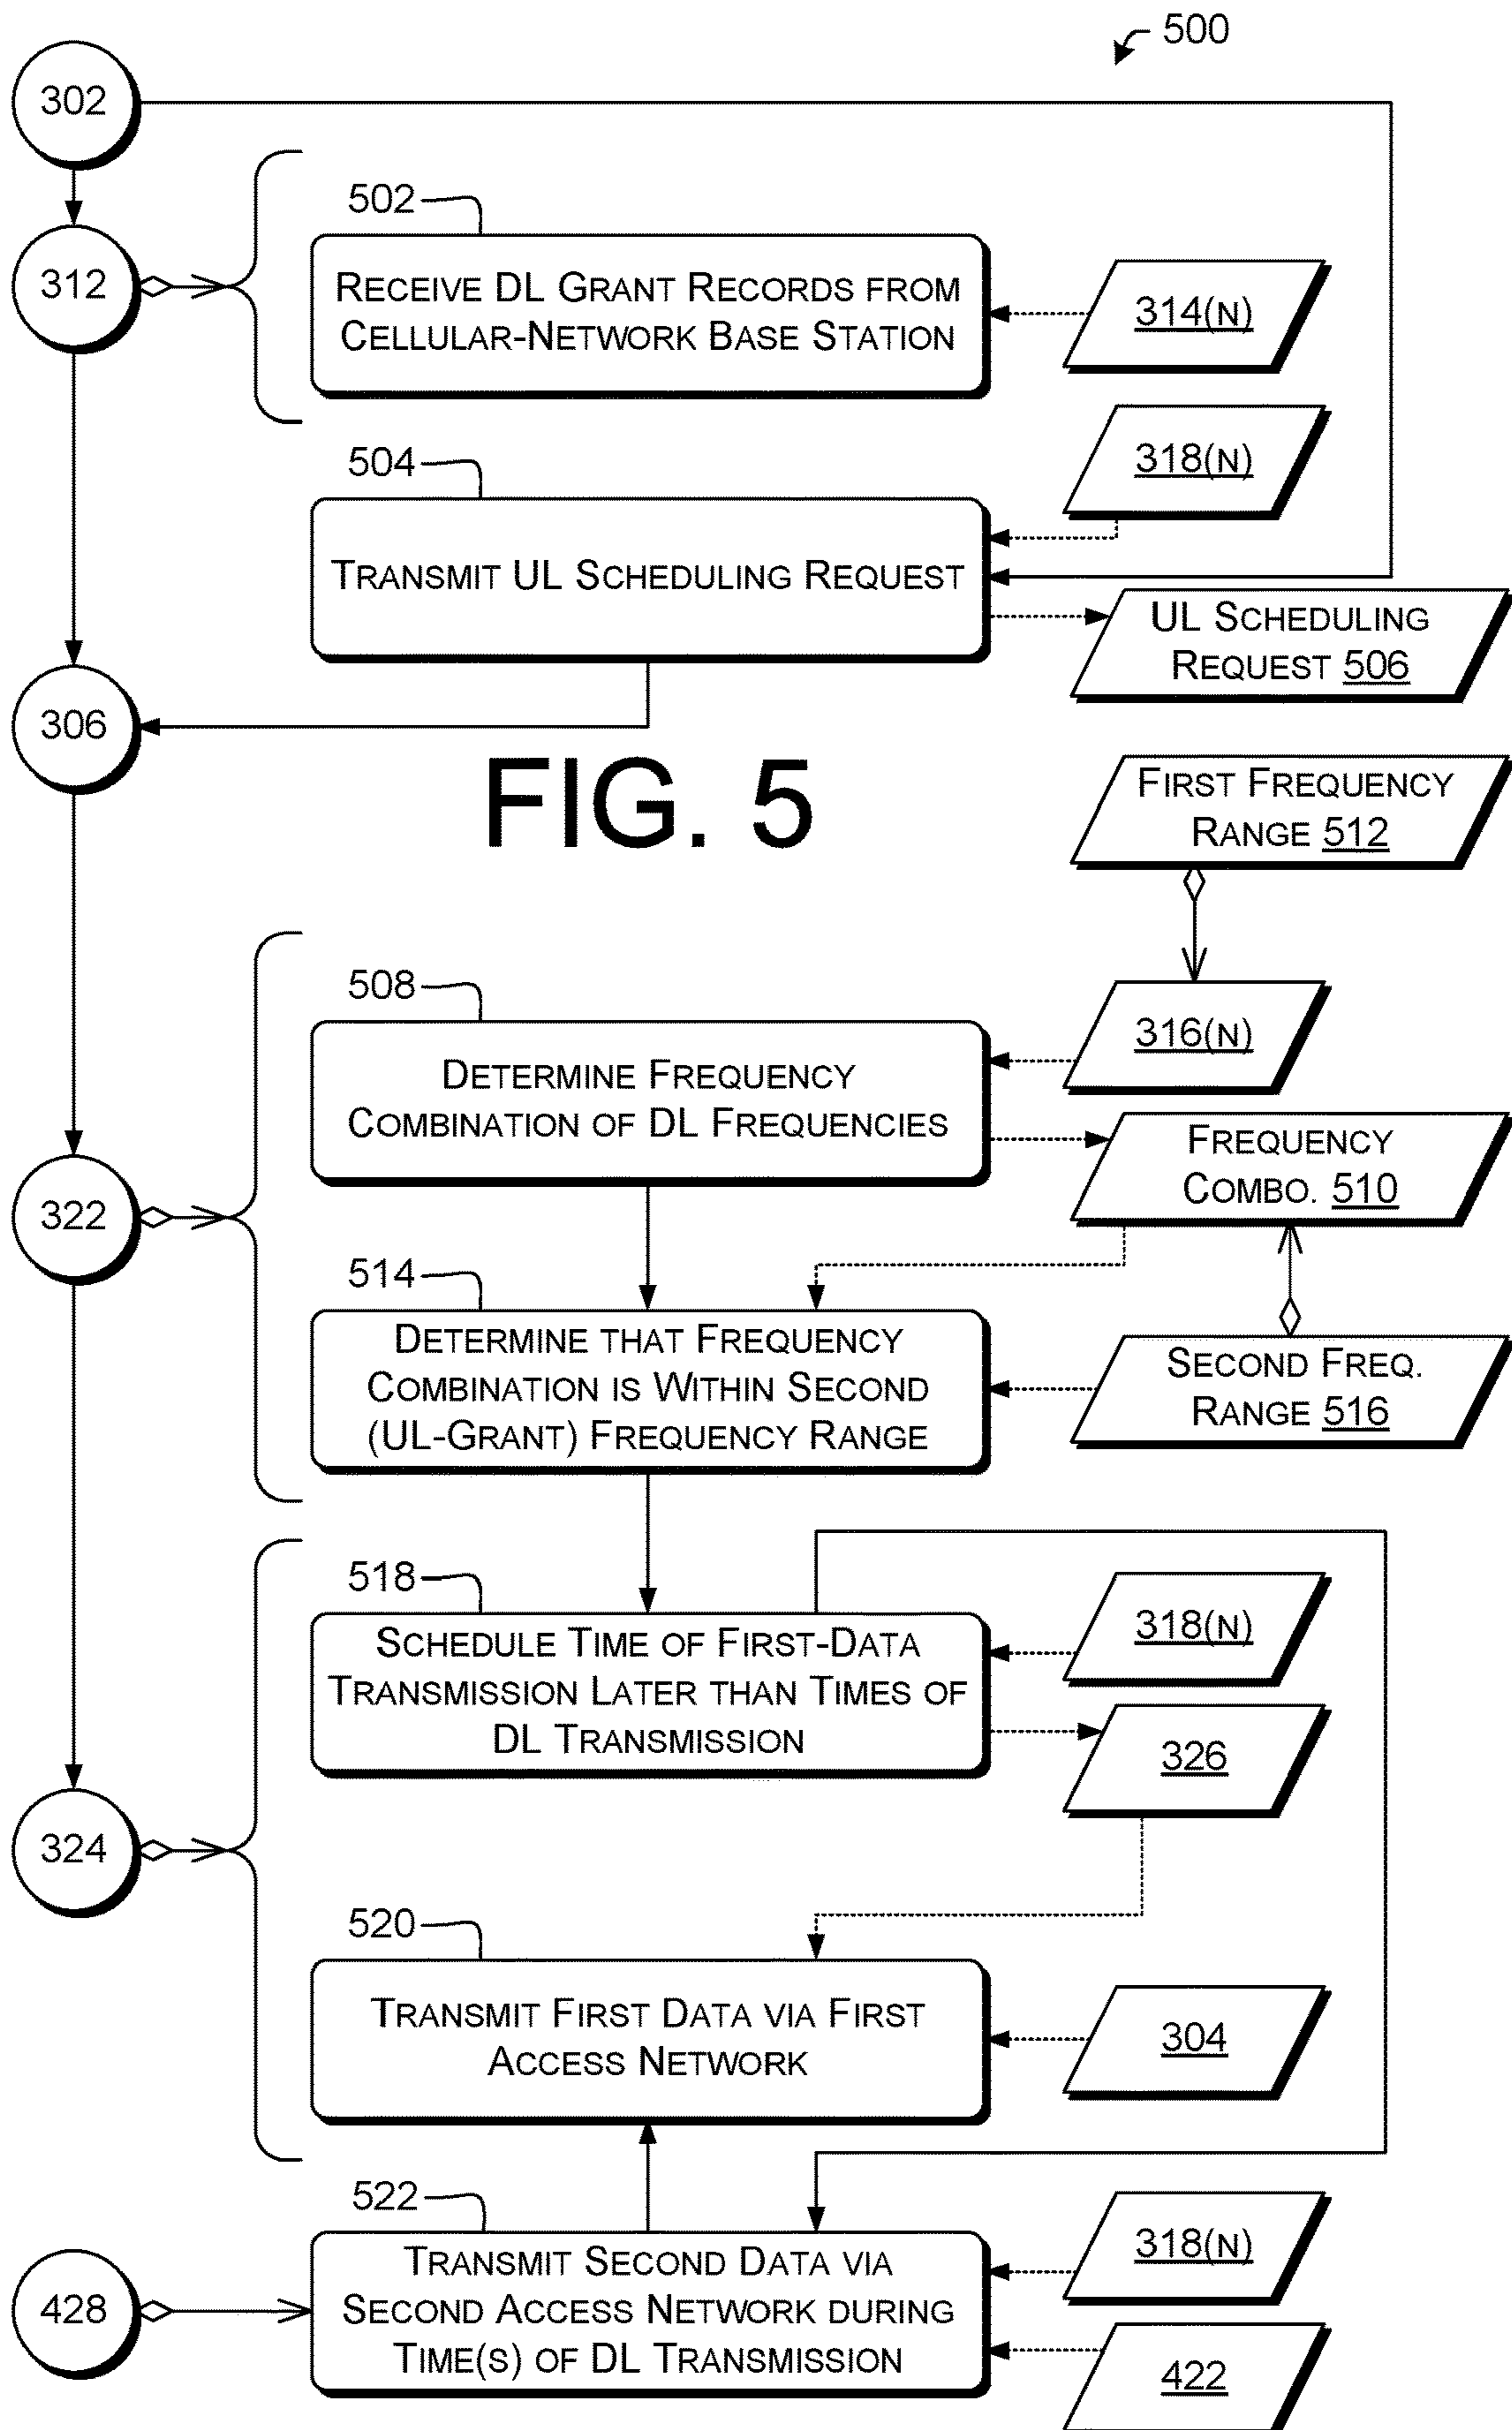 500
302
502
312
RECEIVE DL GRANT RECORDS FROM
CELLULAR-NETWORK BASE STATION
314(N)
504
318(N)
TRANSMIT UL SCHEDULING REQUEST
UL SCHEDULING
REQUEST 506
306
FIG. 5
FIRST FREQUENCY
RANGE 512
508
316(N)
DETERMINE FREQUENCY
COMBINATION OF DL FREQUENCIES
FREQUENCY
COMBO. 510
322
514
DETERMINE THAT FREQUENCY
COMBINATION IS WITHIN SECOND
(UL-GRANT) FREQUENCY RANGE
SECOND FREQ.
RANGE 516
518
318(N)
SCHEDULE TIME OF FIRST-DATA
TRANSMISSION LATER THAN TIMES OF
DL TRANSMISSION
326
324
520
TRANSMIT FIRST DATA VIA FIRST
ACCESS NETWORK
304
522
318(N)
428
TRANSMIT SECOND DATA VIA
SECOND ACCESS NETWORK DURING
TIME(S) OF DL TRANSMISSION
422